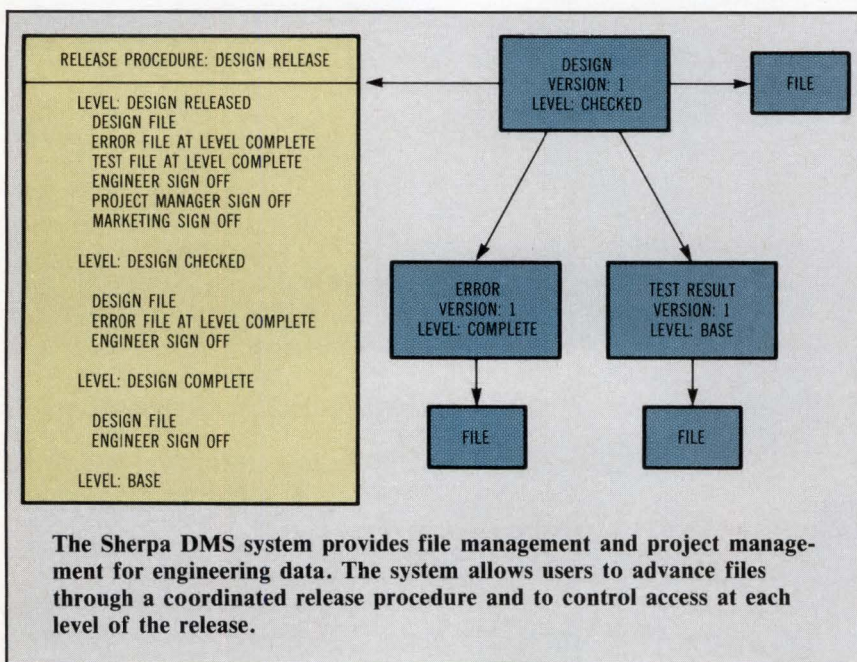 RELEASE PROCEDURE: DESIGN RELEASE
LEVEL: DESIGN RELEASED
DESIGN FILE
ERROR FILE AT LEVEL COMPLETE
TEST FILE AT LEVEL COMPLETE
ENGINEER SIGN OFF
PROJECT MANAGER SIGN OFF
MARKETING SIGN OFF
LEVEL: DESIGN CHECKED
DESIGN FILE
ERROR FILE AT LEVEL COMPLETE
ENGINEER SIGN OFF
LEVEL: DESIGN COMPLETE
DESIGN FILE
ENGINEER SIGN OFF
LEVEL: BASE
DESIGN
VERSION: 1
LEVEL: CHECKED
FILE
ERROR
VERSION: 1
LEVEL: COMPLETE
TEST RESULT
VERSION: 1
LEVEL: BASE
FILE
FILE
The Sherpa DMS system provides file management and project manage-
ment for engineering data. The system allows users to advance files
through a coordinated release procedure and to control access at each
level of the release.